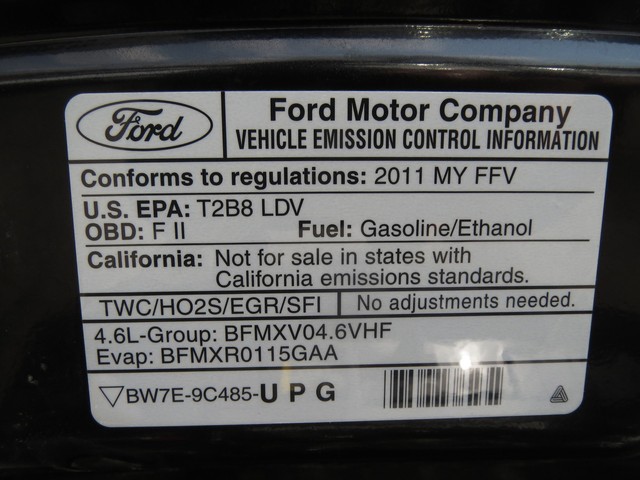 Ford
Ford Motor Company
VEHICLE EMISSION CONTROL INFORMATION
Conforms to regulations: 2011 MY FFV
U.S. EPA: T2B8 LDV
OBD: F II Fuel: Gasoline/Ethanol
California: Not for sale in states with
California emissions standards.
TWC/HO2S/EGR/SFI No adjustments needed.
4.6L-Group: BFMXV04.6VHF
Evap: BFMXR0115GAA
BW7E-9C485-U P G